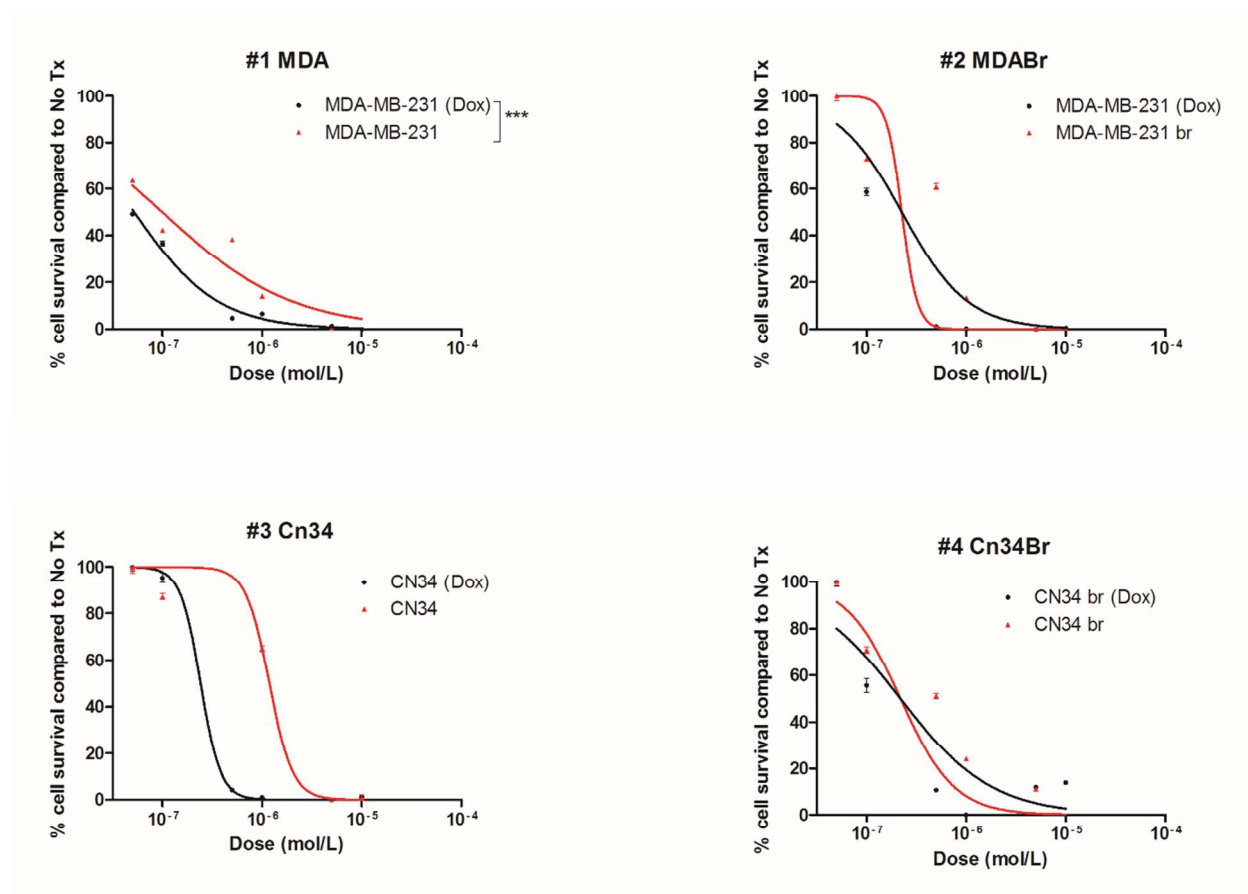 #1 MDA
% cell survival compared to No Tx
100
80
60
40
20
0
MDA-MB-231 (Dox)
MDA-MB-231
***
10⁻⁷ 10⁻⁶ 10⁻⁵ 10⁻⁴
Dose (mol/L)
#2 MDABr
% cell survival compared to No Tx
100
80
60
40
20
0
MDA-MB-231 (Dox)
MDA-MB-231 br
10⁻⁷ 10⁻⁶ 10⁻⁵ 10⁻⁴
Dose (mol/L)
#3 Cn34
% cell survival compared to No Tx
100
80
60
40
20
0
CN34 (Dox)
CN34
10⁻⁷ 10⁻⁶ 10⁻⁵ 10⁻⁴
Dose (mol/L)
#4 Cn34Br
% cell survival compared to No Tx
100
80
60
40
20
0
CN34 br (Dox)
CN34 br
10⁻⁷ 10⁻⁶ 10⁻⁵ 10⁻⁴
Dose (mol/L)